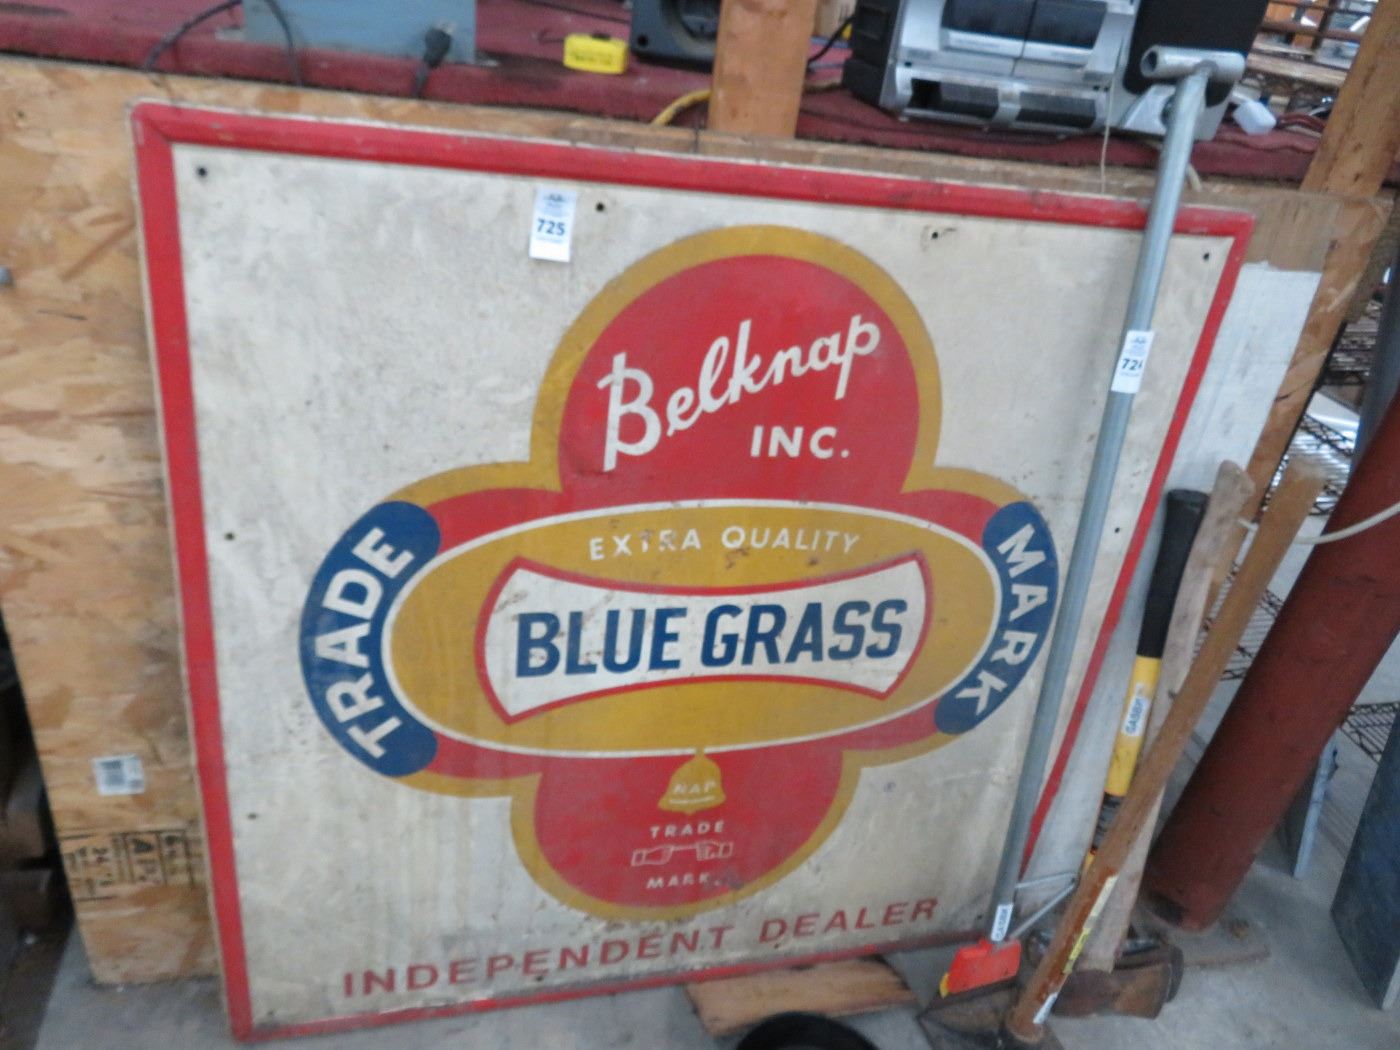 725
Belknap
INC.
EXTRA QUALITY
BLUE GRASS
TRADE
MARK
NAP
TRADE
MARK
INDEPENDENT DEALER